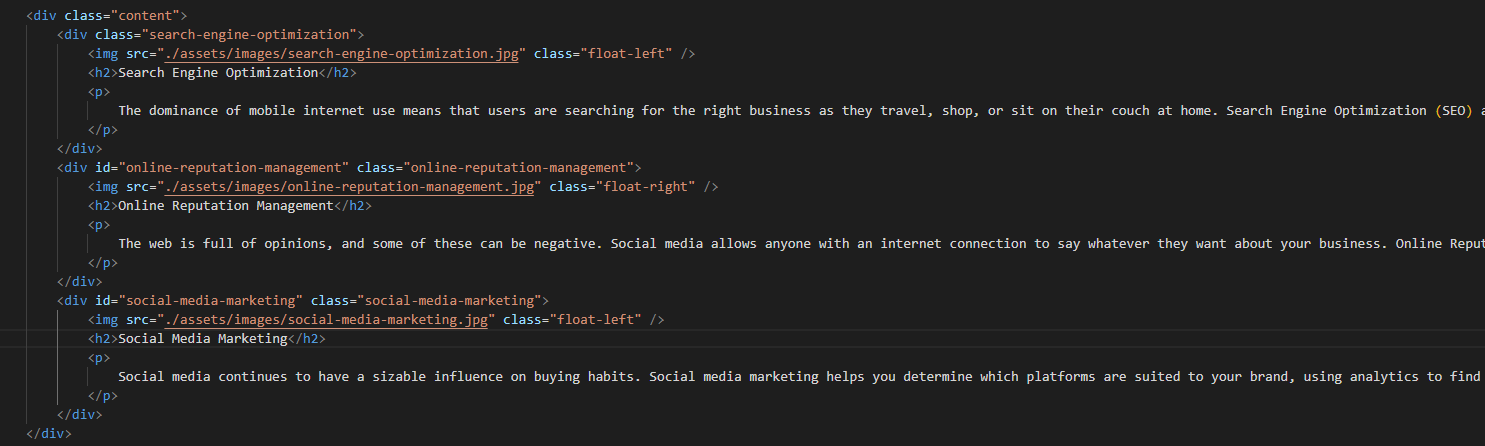 <div class="content">
<div class="search-engine-optimization">
<img src="./assets/images/search-engine-optimization.jpg" class="float-left" />
<h2>Search Engine Optimization</h2>
<p>
The dominance of mobile internet use means that users are searching for the right business as they travel, shop, or sit on their couch at home. Search Engine Optimization (SEO) a
</p>
</div>
<div id="online-reputation-management" class="online-reputation-management">
<img src="./assets/images/online-reputation-management.jpg" class="float-right" />
<h2>Online Reputation Management</h2>
<p>
The web is full of opinions, and some of these can be negative. Social media allows anyone with an internet connection to say whatever they want about your business. Online Reput
</p>
</div>
<div id="social-media-marketing" class="social-media-marketing">
<img src="./assets/images/social-media-marketing.jpg" class="float-left" />
<h2>Social Media Marketing</h2>
<p>
Social media continues to have a sizable influence on buying habits. Social media marketing helps you determine which platforms are suited to your brand, using analytics to find
</p>
</div>
</div>